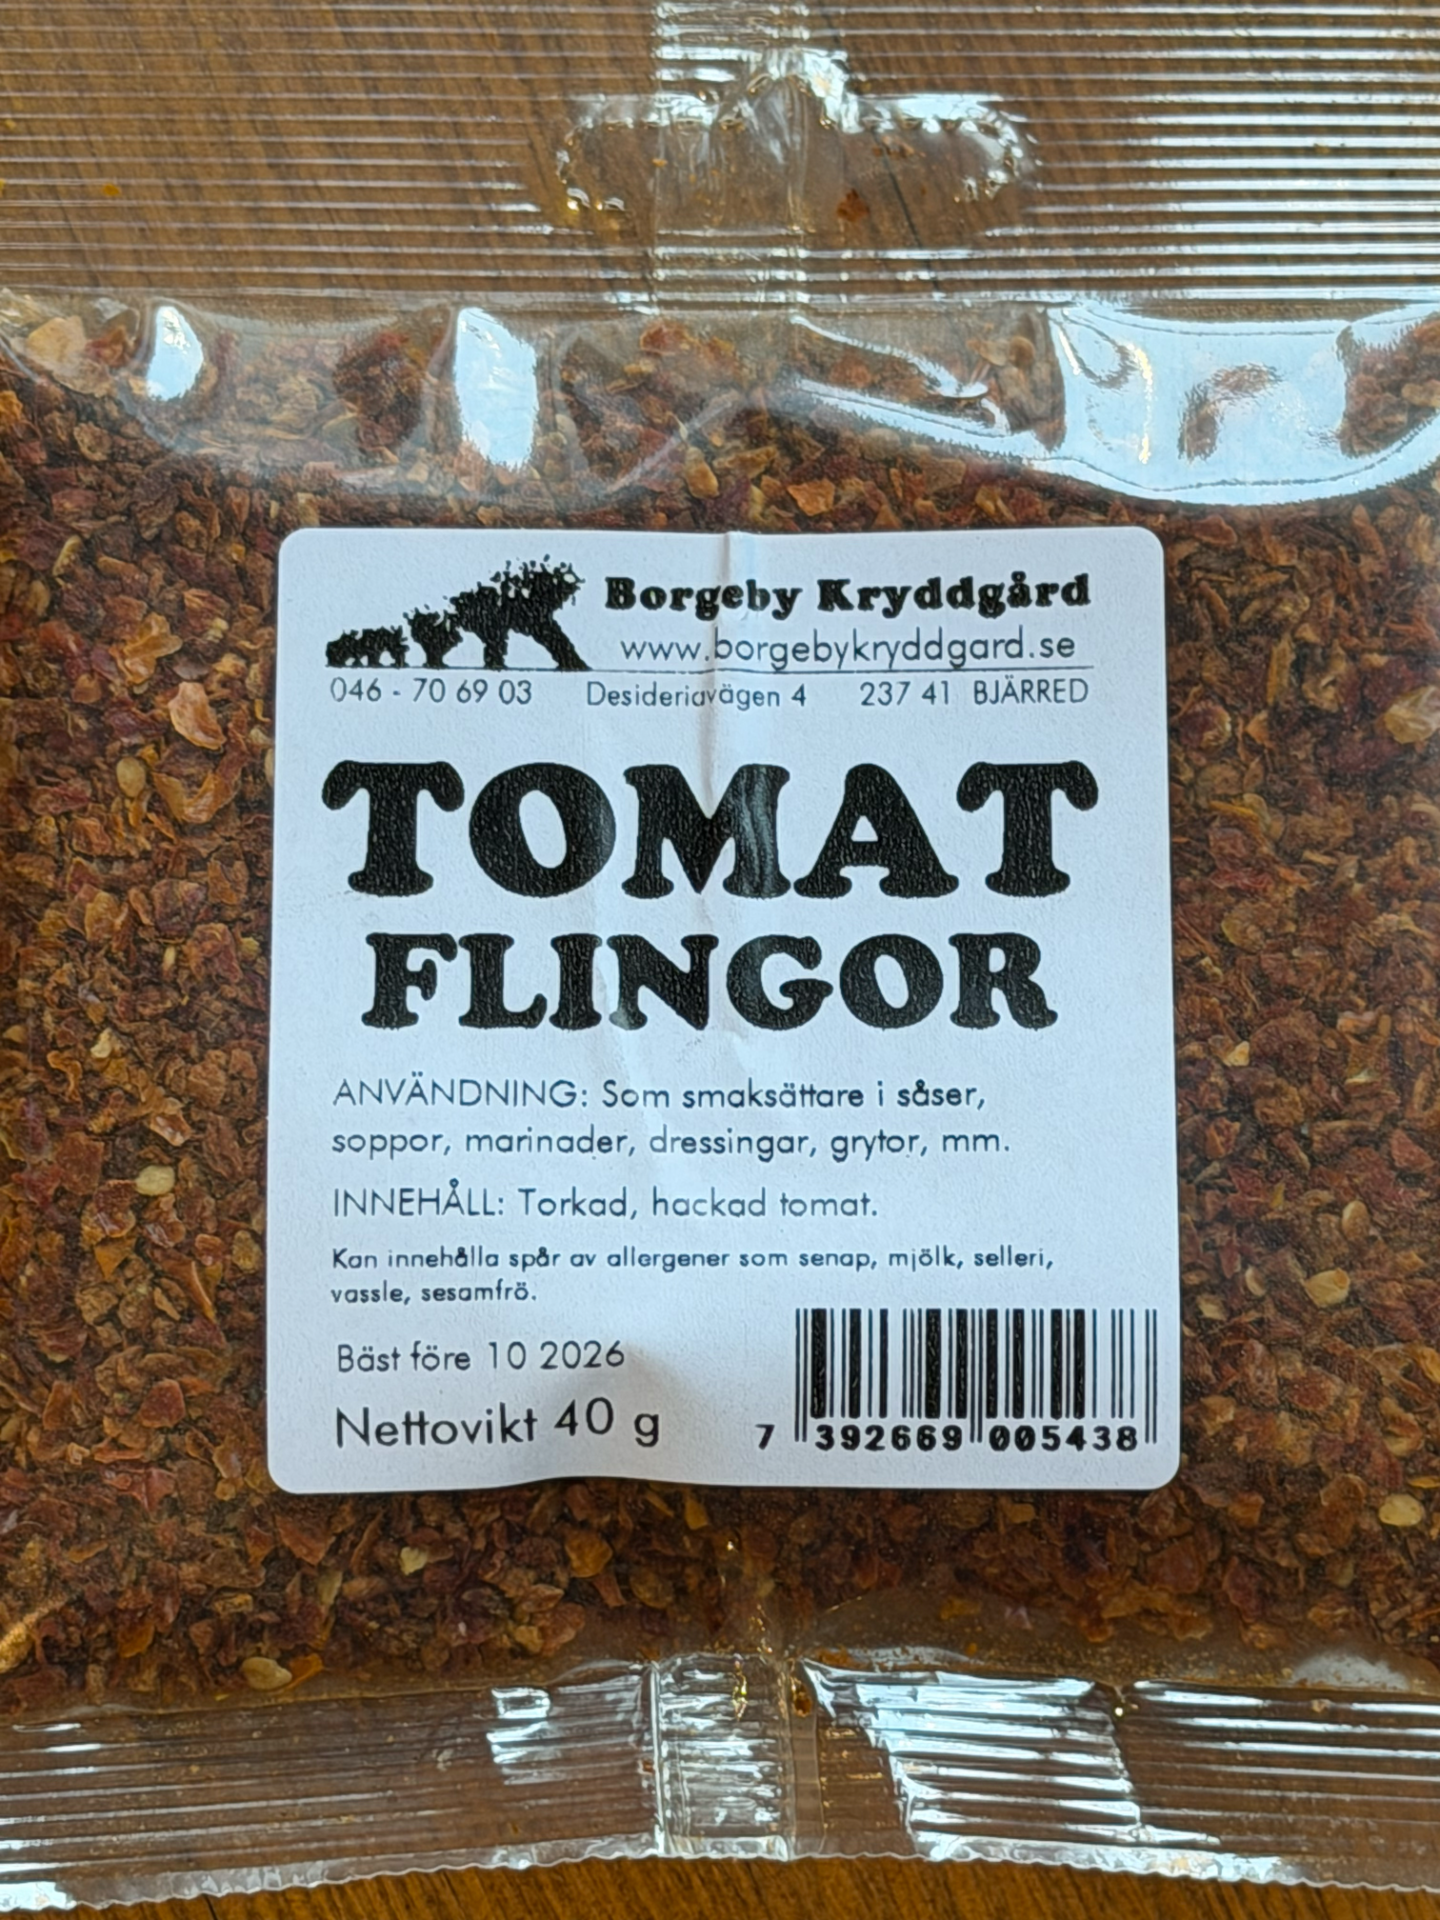 Borgeby Kryddgård
www.borgebykryddgard.se
046 - 70 69 03 Desideriavägen 4 237 41 BJÄRRED
TOMAT
FLINGOR
ANVÄNDNING: Som smaksättare i såser,
soppor, marinader, dressingar, grytor, mm.
INNEHÅLL: Torkad, hackad tomat.
Kan innehålla spår av allergener som senap, mjölk, selleri,
vassle, sesamfrö.
Bäst före 10 2026
Nettovikt 40 g
7 392669 005438